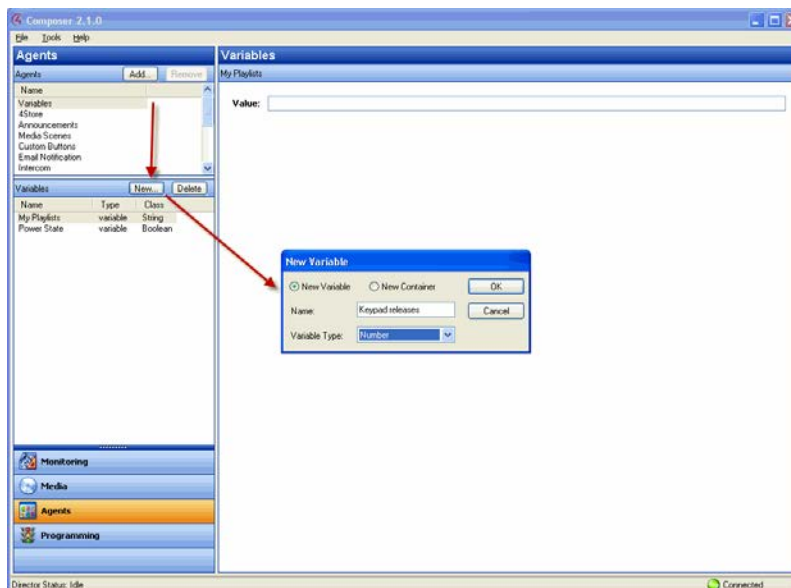 Composer 2.1.0
File Tools Help
Agents
Agents Add... Remove
Name
Variables
4Store
Announcements
Media Scenes
Custom Buttons
Email Notification
Intercom
Variables New... Delete
Name Type Class
My Playlists variable String
Power State variable Boolean
Monitoring
Media
Agents
Programming
Director Status: Idle
Variables
My Playlists
Value:
New Variable
New Variable New Container OK
Name: Keypad releases Cancel
Variable Type: Number
Connected